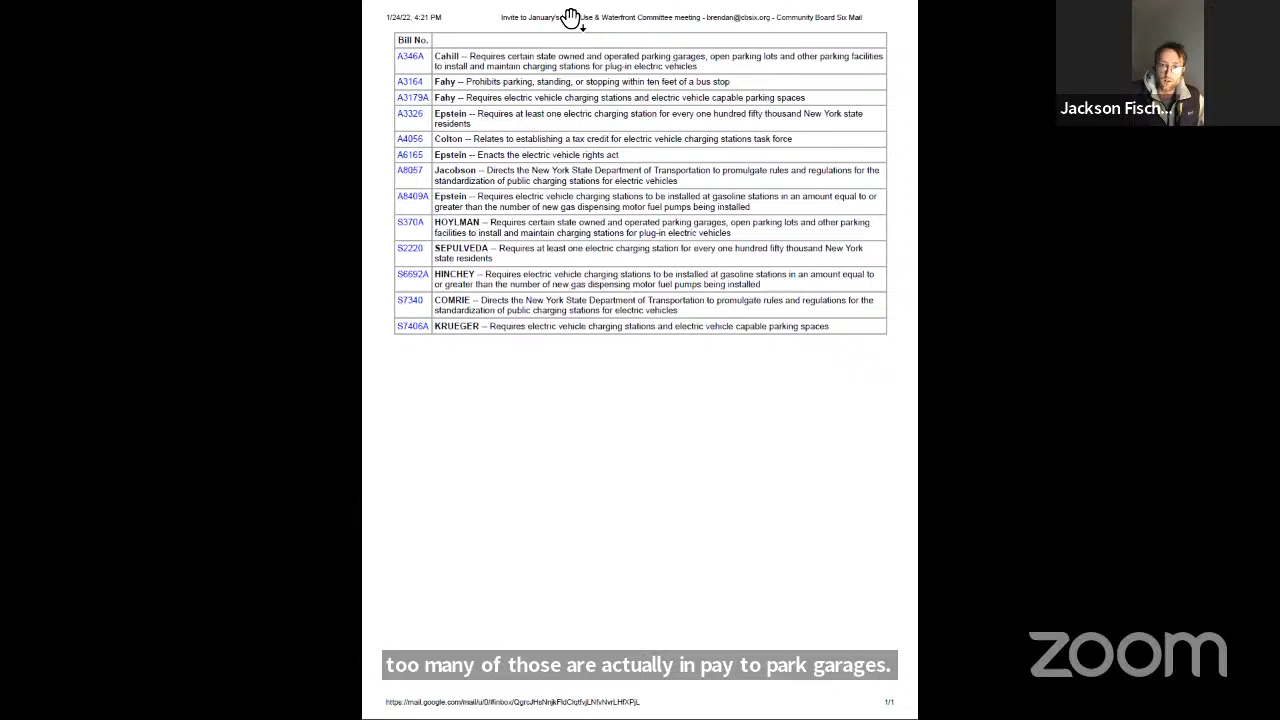 1/24/22, 4:21 PM Invite to January's Use & Waterfront Committee meeting - brendan@cbsix.org - Community Board Six Mail
Bill No.
A346A Cahill -- Requires certain state owned and operated parking garages, open parking lots and other parking facilities
to install and maintain charging stations for plug-in electric vehicles
A3164 Fahy -- Prohibits parking, standing, or stopping within ten feet of a bus stop
A3179A Fahy -- Requires electric vehicle charging stations and electric vehicle capable parking spaces
A3326 Epstein -- Requires at least one electric charging station for every one hundred fifty thousand New York state
residents
A4056 Colton -- Relates to establishing a tax credit for electric vehicle charging stations task force
A6165 Epstein -- Enacts the electric vehicle rights act
A8057 Jacobson -- Directs the New York State Department of Transportation to promulgate rules and regulations for the
standardization of public charging stations for electric vehicles
A8409A Epstein -- Requires electric vehicle charging stations to be installed at gasoline stations in an amount equal to or
greater than the number of new gas dispensing motor fuel pumps being installed
S370A HOYLMAN -- Requires certain state owned and operated parking garages, open parking lots and other parking
facilities to install and maintain charging stations for plug-in electric vehicles
S2220 SEPULVEDA -- Requires at least one electric charging station for every one hundred fifty thousand New York
state residents
S6692A HINCHEY -- Requires electric vehicle charging stations to be installed at gasoline stations in an amount equal to
or greater than the number of new gas dispensing motor fuel pumps being installed
S7340 COMRIE -- Directs the New York State Department of Transportation to promulgate rules and regulations for the
standardization of public charging stations for electric vehicles
S7406A KRUEGER -- Requires electric vehicle charging stations and electric vehicle capable parking spaces
Jackson Fisch...
too many of those are actually in pay to park garages.
zoom
1/1